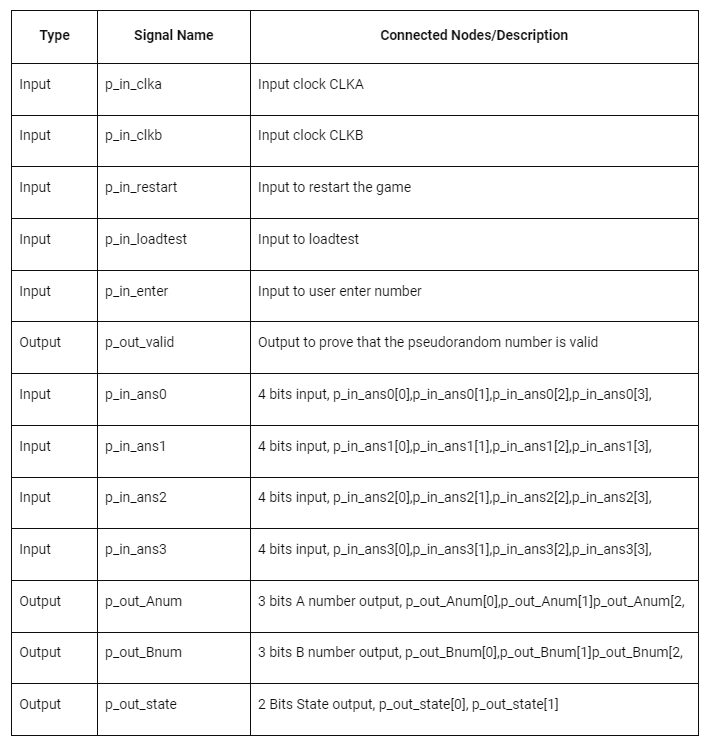 Type Signal Name Connected Nodes/Description
Input p_in_clka Input clock CLKA
Input p_in_clkb Input clock CLKB
Input p_in_restart Input to restart the game
Input p_in_loadtest Input to loadtest
Input p_in_enter Input to user enter number
Output p_out_valid Output to prove that the pseudorandom number is valid
Input p_in_ans0 4 bits input, p_in_ans0[0],p_in_ans0[1],p_in_ans0[2],p_in_ans0[3],
Input p_in_ans1 4 bits input, p_in_ans1[0],p_in_ans1[1],p_in_ans1[2],p_in_ans1[3],
Input p_in_ans2 4 bits input, p_in_ans2[0],p_in_ans2[1],p_in_ans2[2],p_in_ans2[3],
Input p_in_ans3 4 bits input, p_in_ans3[0],p_in_ans3[1],p_in_ans3[2],p_in_ans3[3],
Output p_out_Anum 3 bits A number output, p_out_Anum[0],p_out_Anum[1]p_out_Anum[2,
Output p_out_Bnum 3 bits B number output, p_out_Bnum[0],p_out_Bnum[1]p_out_Bnum[2,
Output p_out_state 2 Bits State output, p_out_state[0], p_out_state[1]